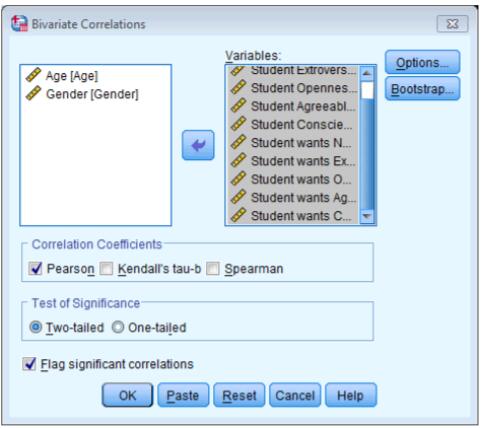 Bivariate Correlations
Variables:
Age [Age]
Gender [Gender]
Student Extrovers...
Student Opennes...
Student Agreeabl...
Student Conscie...
Student wants N...
Student wants Ex...
Student wants O...
Student wants Ag...
Student wants C...
Options...
Bootstrap...
Correlation Coefficients
Pearson Kendall's tau-b Spearman
Test of Significance
Two-tailed One-tailed
Flag significant correlations
OK Paste Reset Cancel Help